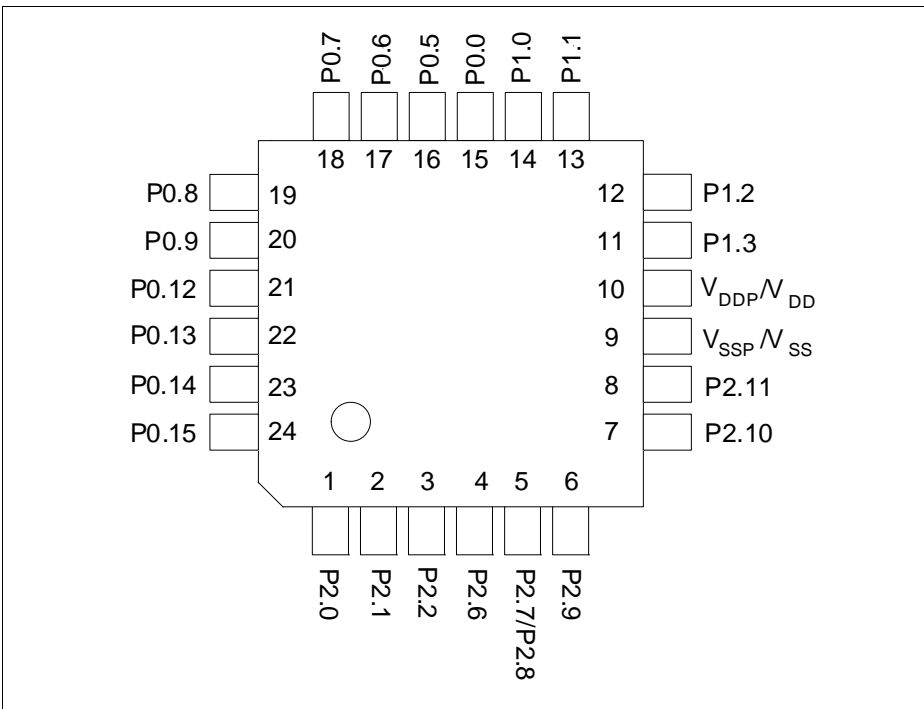 P0.7 P0.6 P0.5 P0.0 P1.0 P1.1
18 17 16 15 14 13
P0.8 19 12 P1.2
P0.9 20 11 P1.3
P0.12 21 10 VDDP/VDD
P0.13 22 9 VSSP/VSS
P0.14 23 8 P2.11
P0.15 24 7 P2.10
1 2 3 4 5 6
P2.0 P2.1 P2.2 P2.6 P2.7/P2.8 P2.9